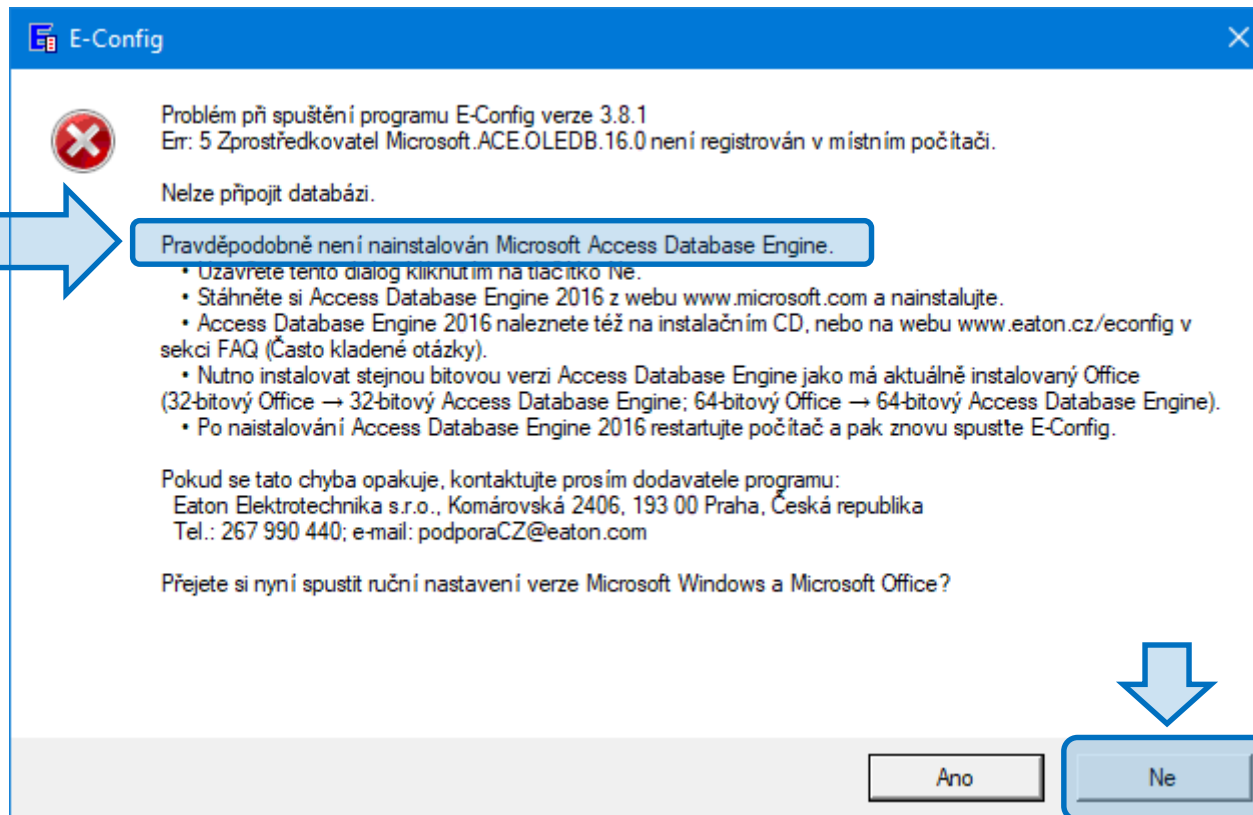 E-Config
Problém při spuštění programu E-Config verze 3.8.1
Err: 5 Zprostředkovatel Microsoft.ACE.OLEDB.16.0 není registrován v místním počítači.
Nelze připojit databázi.
Pravděpodobně není nainstalován Microsoft Access Database Engine.
• Uzavřete tento dialog kliknutím na tlačítko Ne.
• Stáhněte si Access Database Engine 2016 z webu www.microsoft.com a nainstalujte.
• Access Database Engine 2016 naleznete též na instalačním CD, nebo na webu www.eaton.cz/econfig v
sekci FAQ (Často kladené otázky).
• Nutno instalovat stejnou bitovou verzi Access Database Engine jako má aktuálně instalovaný Office
(32-bitový Office → 32-bitový Access Database Engine; 64-bitový Office → 64-bitový Access Database Engine).
• Po naistalování Access Database Engine 2016 restartujte počítač a pak znovu spusťte E-Config.
Pokud se tato chyba opakuje, kontaktujte prosím dodavatele programu:
Eaton Elektrotechnika s.r.o., Komárovská 2406, 193 00 Praha, Česká republika
Tel.: 267 990 440; e-mail: podporaCZ@eaton.com
Přejete si nyní spustit ruční nastavení verze Microsoft Windows a Microsoft Office?
Ano
Ne